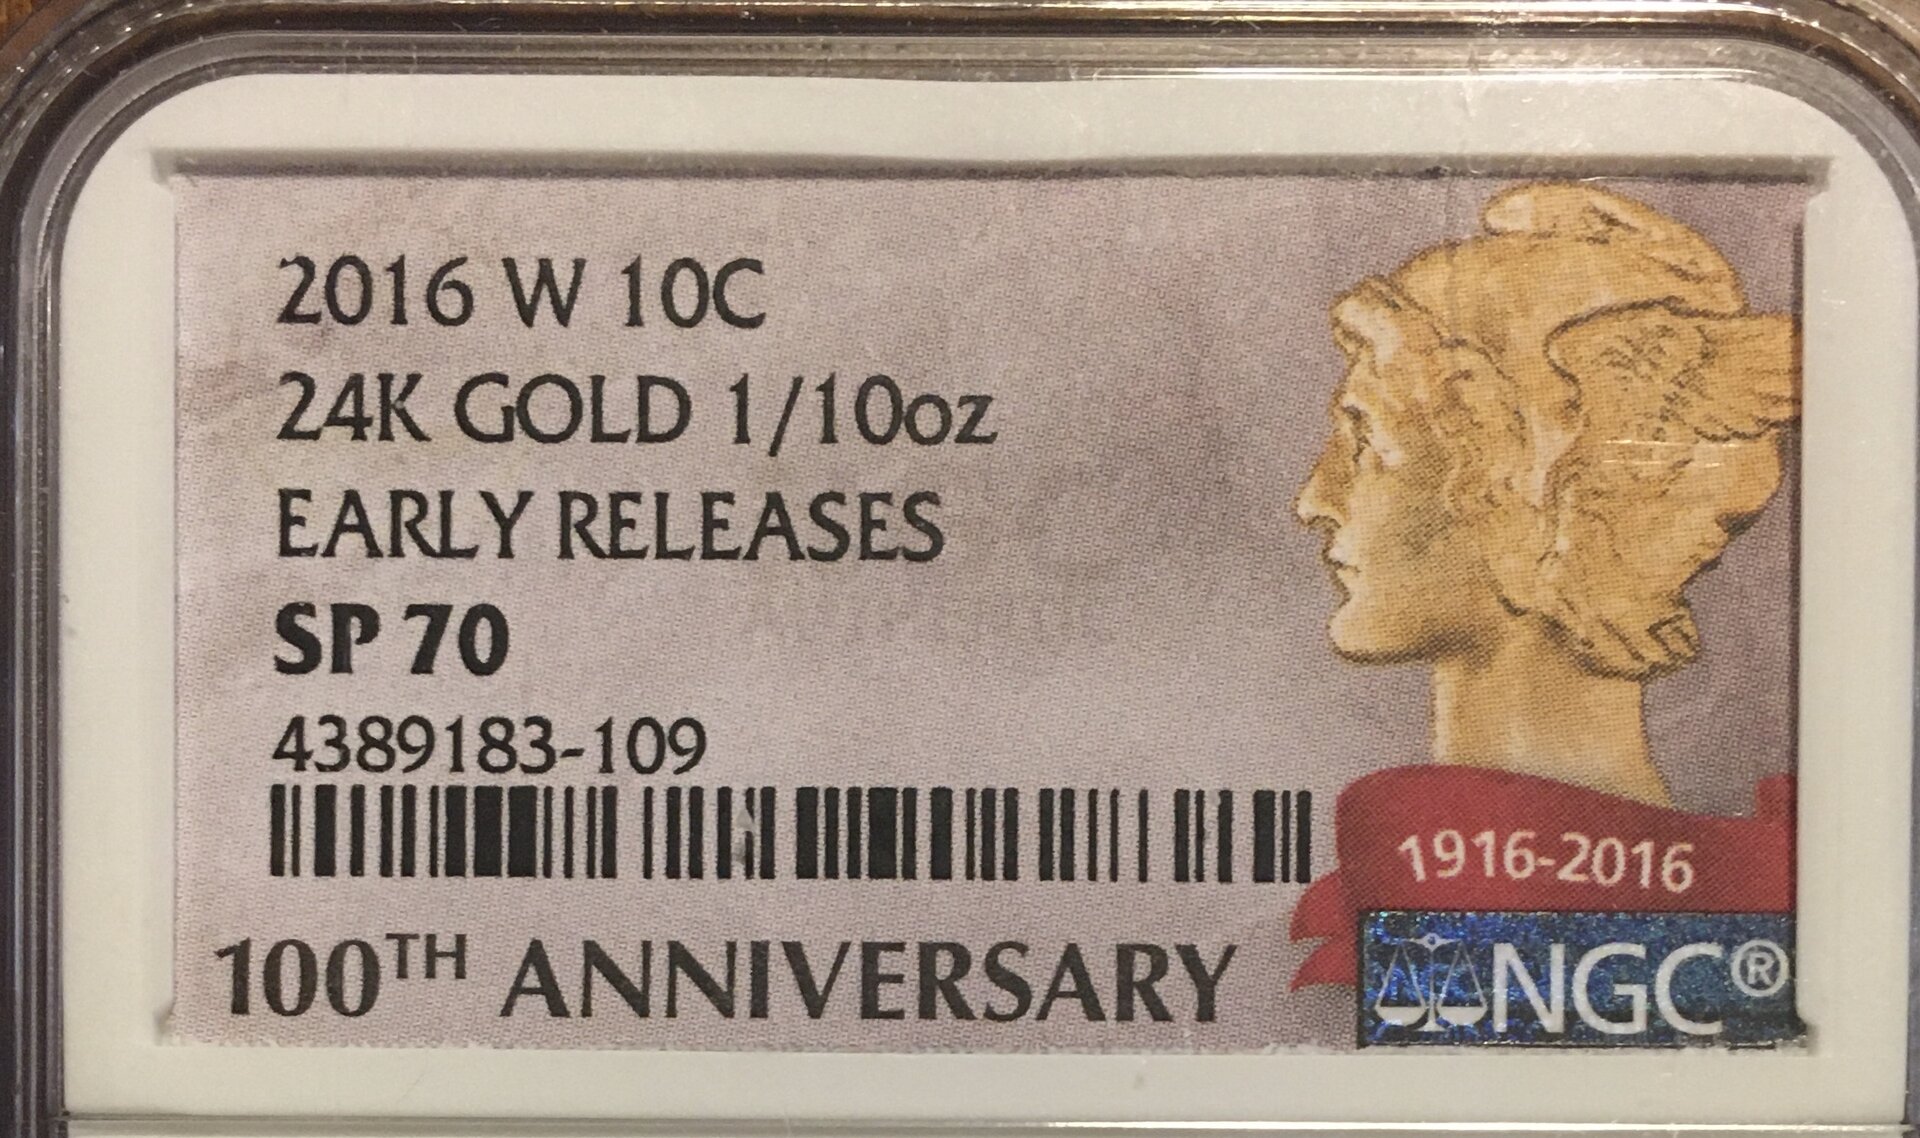 2016 W 10C
24K GOLD 1/10oz
EARLY RELEASES
SP 70
4389183-109
1916-2016
100TH ANNIVERSARY
NGC®